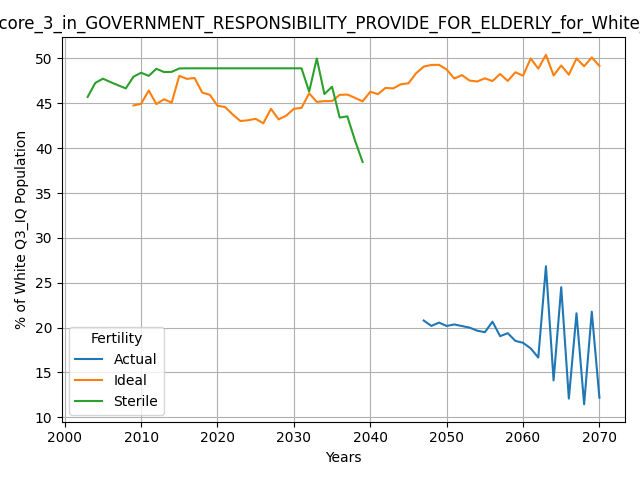 core_3_in_GOVERNMENT_RESPONSIBILITY_PROVIDE_FOR_ELDERLY_for_White_
50
45
40
35
30
25
20
15
10
% of White Q3_IQ Population
Fertility
Actual
Ideal
Sterile
2000 2010 2020 2030 2040 2050 2060 2070
Years